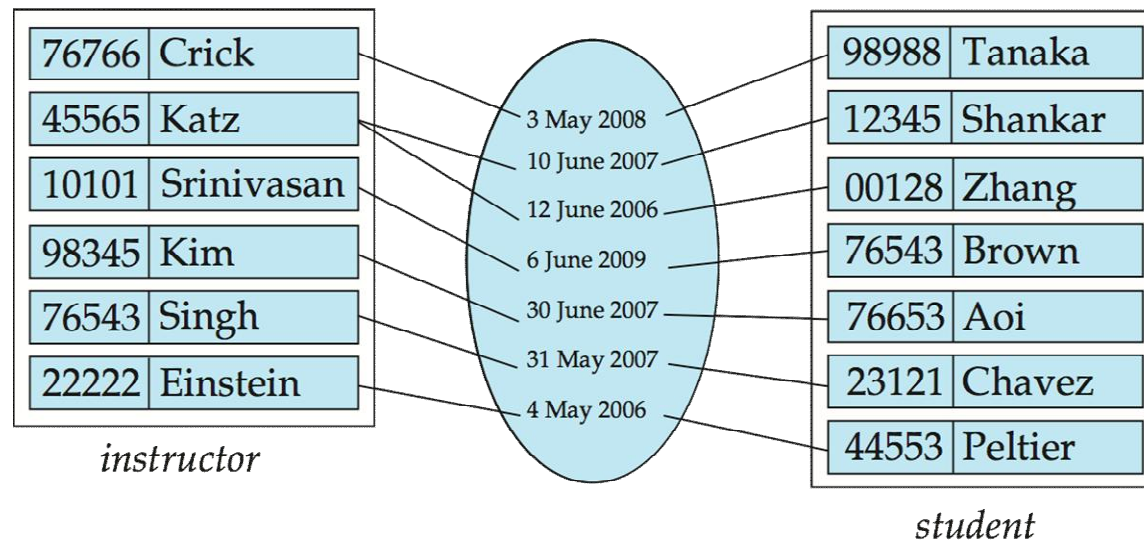 76766 Crick
45565 Katz
10101 Srinivasan
98345 Kim
76543 Singh
22222 Einstein
instructor
3 May 2008
10 June 2007
12 June 2006
6 June 2009
30 June 2007
31 May 2007
4 May 2006
98988 Tanaka
12345 Shankar
00128 Zhang
76543 Brown
76653 Aoi
23121 Chavez
44553 Peltier
student